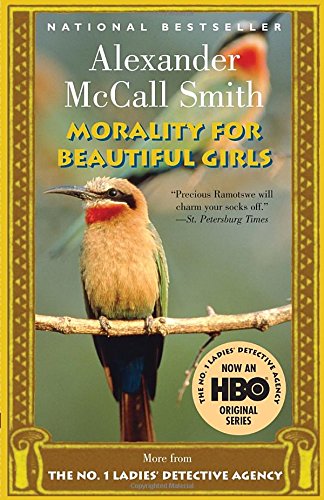 NATIONAL BESTSELLER
Alexander
McCall Smith
MORALITY FOR
BEAUTIFUL GIRLS
“Precious Ramotswe will
charm your socks off.”
—St. Petersburg Times
THE NO. 1 LADIES' DETECTIVE AGENCY
NOW AN
HBO
ORIGINAL
SERIES
More from
THE NO. 1 LADIES' DETECTIVE AGENCY